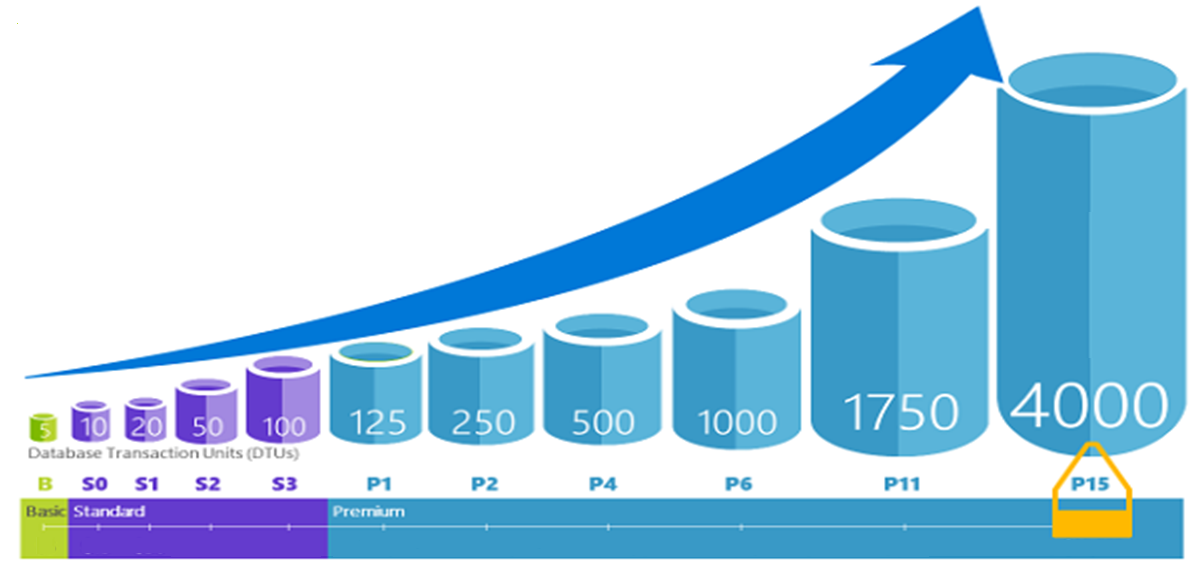 5 10 20 50 100 125 250 500 1000 1750 4000
Database Transaction Units (DTUs)
B S0 S1 S2 S3 P1 P2 P4 P6 P11 P15
Basic Standard Premium